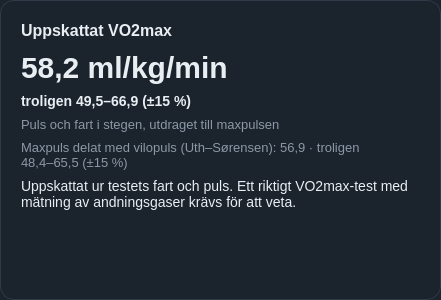 Uppskattat VO2max
58,2 ml/kg/min
troligen 49,5–66,9 (±15 %)
Puls och fart i stegen, utdraget till maxpulsen
Maxpuls delat med vilopuls (Uth–Sørensen): 56,9 · troligen
48,4–65,5 (±15 %)
Uppskattat ur testets fart och puls. Ett riktigt VO2max-test med
mätning av andningsgaser krävs för att veta.